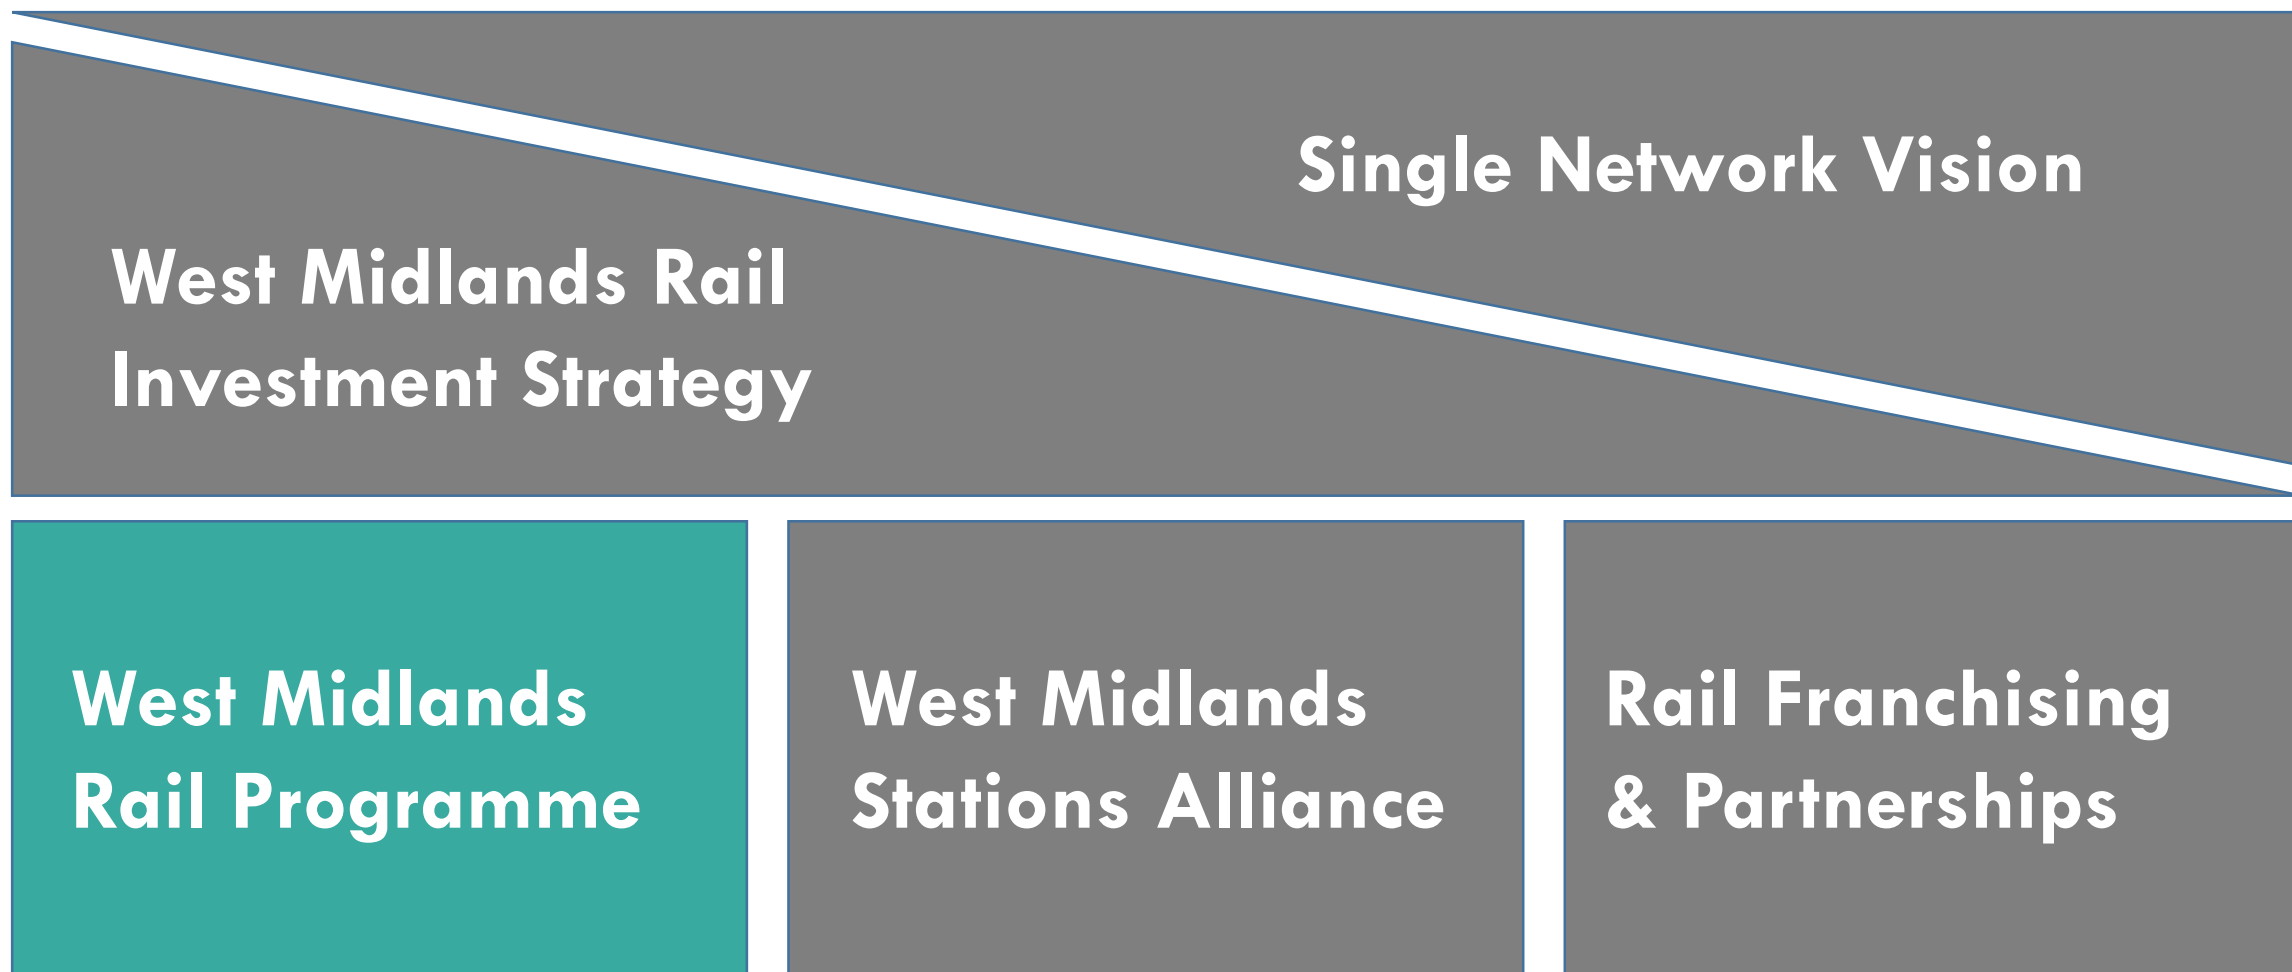 Single Network Vision
West Midlands Rail
Investment Strategy
West Midlands
Rail Programme
West Midlands
Stations Alliance
Rail Franchising
& Partnerships